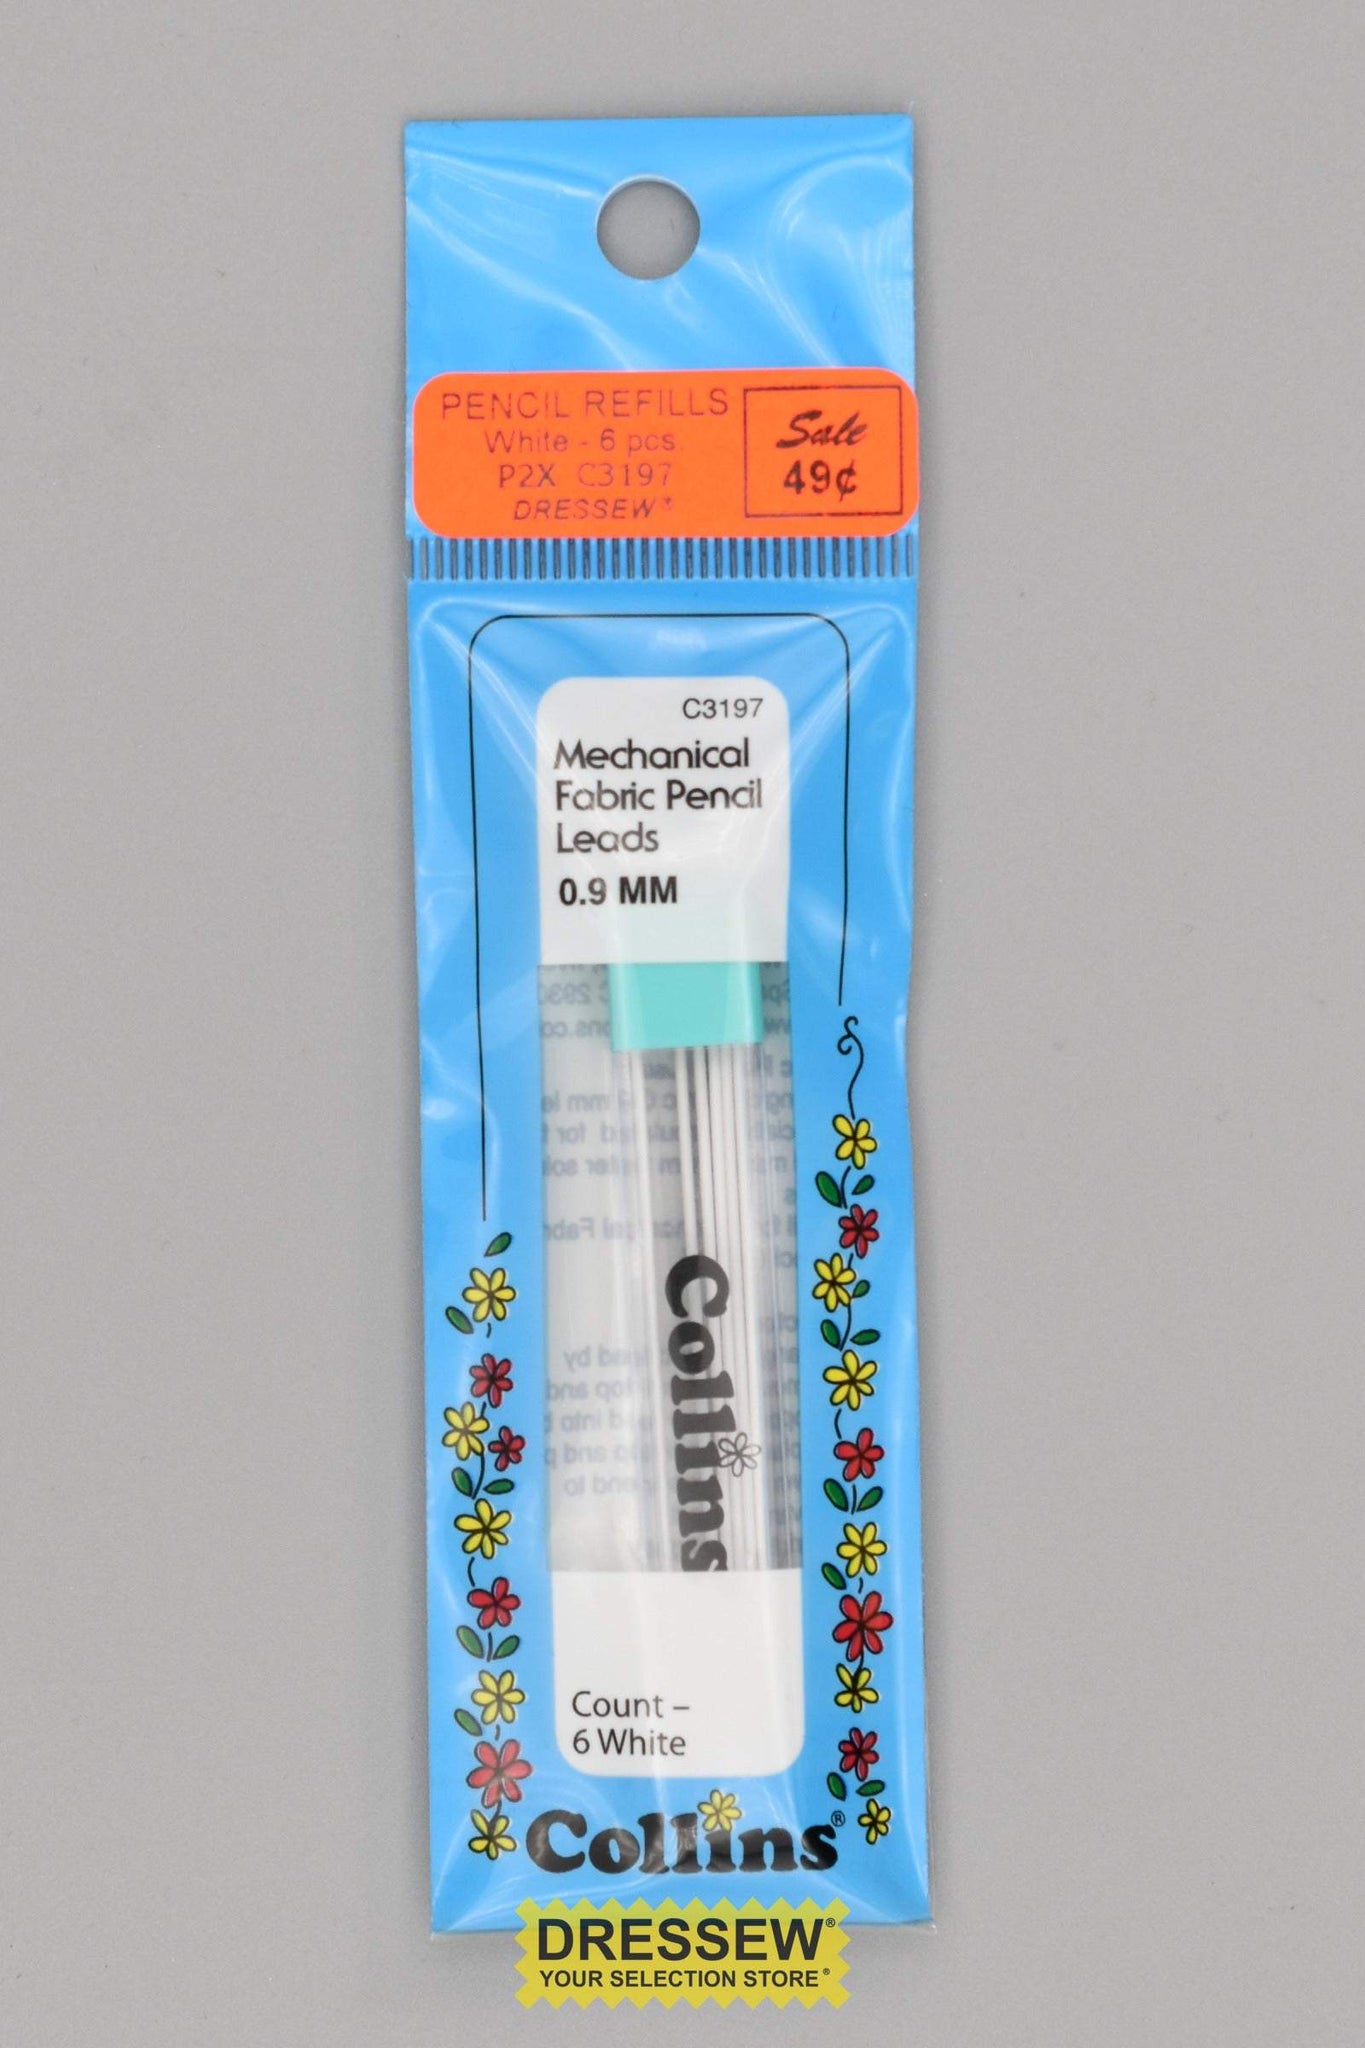 PENCIL REFILLS
White - 6 pcs.
P2X C3197
DRESSEW®
Sale
49¢
C3197
Mechanical
Fabric Pencil
Leads
0.9 MM
Collins
Count –
6 White
Collins®
DRESSEW®
YOUR SELECTION STORE®